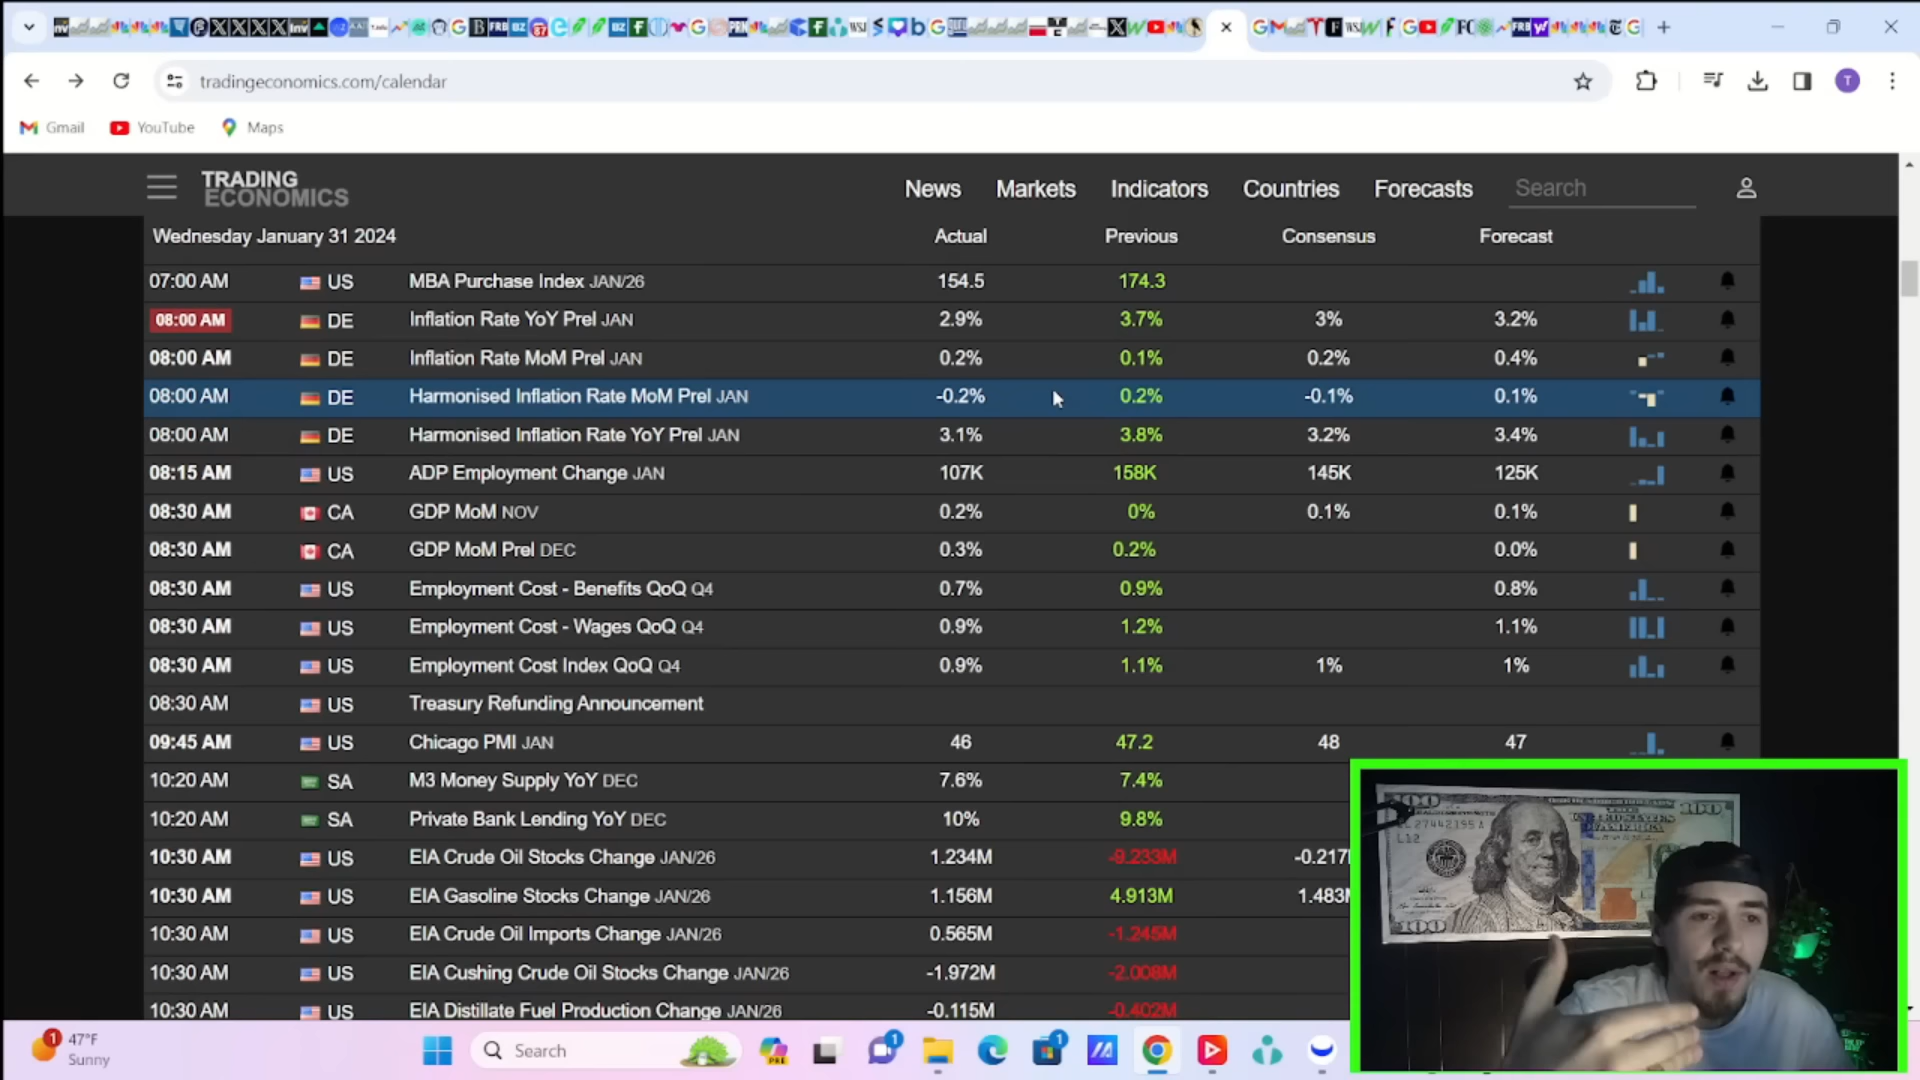 tradingeconomics.com/calendar
Gmail YouTube Maps
TRADING
ECONOMICS
News Markets Indicators Countries Forecasts Search
Wednesday January 31 2024 Actual Previous Consensus Forecast
07:00 AM US MBA Purchase Index JAN/26 154.5 174.3
08:00 AM DE Inflation Rate YoY Prel JAN 2.9% 3.7% 3% 3.2%
08:00 AM DE Inflation Rate MoM Prel JAN 0.2% 0.1% 0.2% 0.4%
08:00 AM DE Harmonised Inflation Rate MoM Prel JAN -0.2% 0.2% -0.1% 0.1%
08:00 AM DE Harmonised Inflation Rate YoY Prel JAN 3.1% 3.8% 3.2% 3.4%
08:15 AM US ADP Employment Change JAN 107K 158K 145K 125K
08:30 AM CA GDP MoM NOV 0.2% 0% 0.1% 0.1%
08:30 AM CA GDP MoM Prel DEC 0.3% 0.2% 0.0%
08:30 AM US Employment Cost - Benefits QoQ Q4 0.7% 0.9% 0.8%
08:30 AM US Employment Cost - Wages QoQ Q4 0.9% 1.2% 1.1%
08:30 AM US Employment Cost Index QoQ Q4 0.9% 1.1% 1% 1%
08:30 AM US Treasury Refunding Announcement
09:45 AM US Chicago PMI JAN 46 47.2 48 47
10:20 AM SA M3 Money Supply YoY DEC 7.6% 7.4%
10:20 AM SA Private Bank Lending YoY DEC 10% 9.8%
10:30 AM US EIA Crude Oil Stocks Change JAN/26 1.234M -9.233M -0.217
10:30 AM US EIA Gasoline Stocks Change JAN/26 1.156M 4.913M 1.483M
10:30 AM US EIA Crude Oil Imports Change JAN/26 0.565M -1.245M
10:30 AM US EIA Cushing Crude Oil Stocks Change JAN/26 -1.972M -2.008M
10:30 AM US EIA Distillate Fuel Production Change JAN/26 -0.115M -0.402M
100 100
L12
100
1 47°F
Sunny
Search
PRE
1
1
T